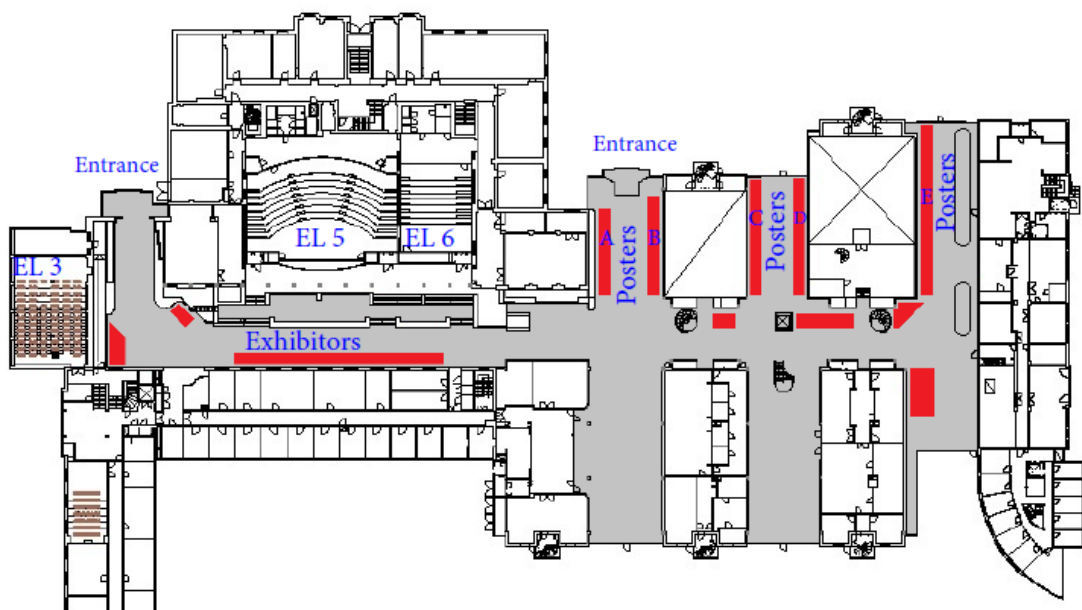 Entrance
Entrance
EL 3
EL 5
EL 6
Exhibitors
A
Posters
B
C
Posters
D
E
Posters